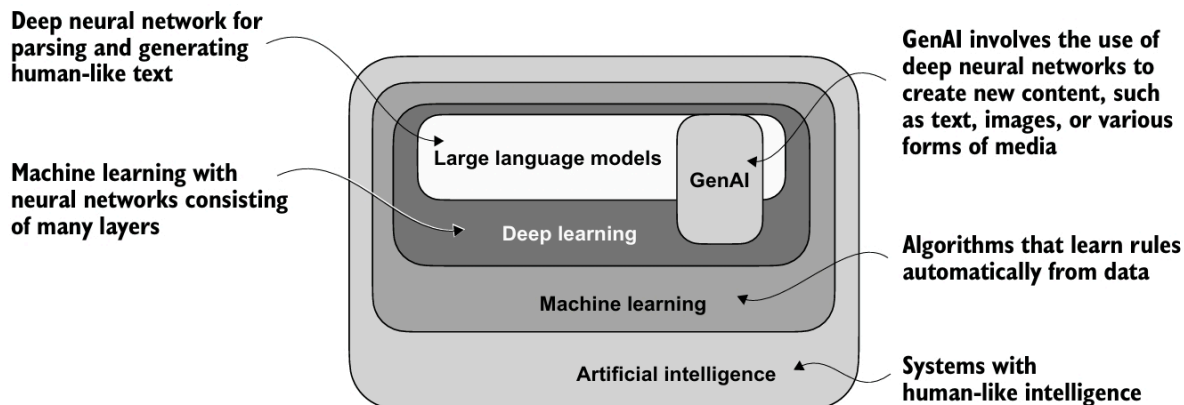 Deep neural network for
parsing and generating
human-like text
Machine learning with
neural networks consisting
of many layers
Large language models
GenAI
Deep learning
Machine learning
Artificial intelligence
GenAI involves the use of
deep neural networks to
create new content, such
as text, images, or various
forms of media
Algorithms that learn rules
automatically from data
Systems with
human-like intelligence